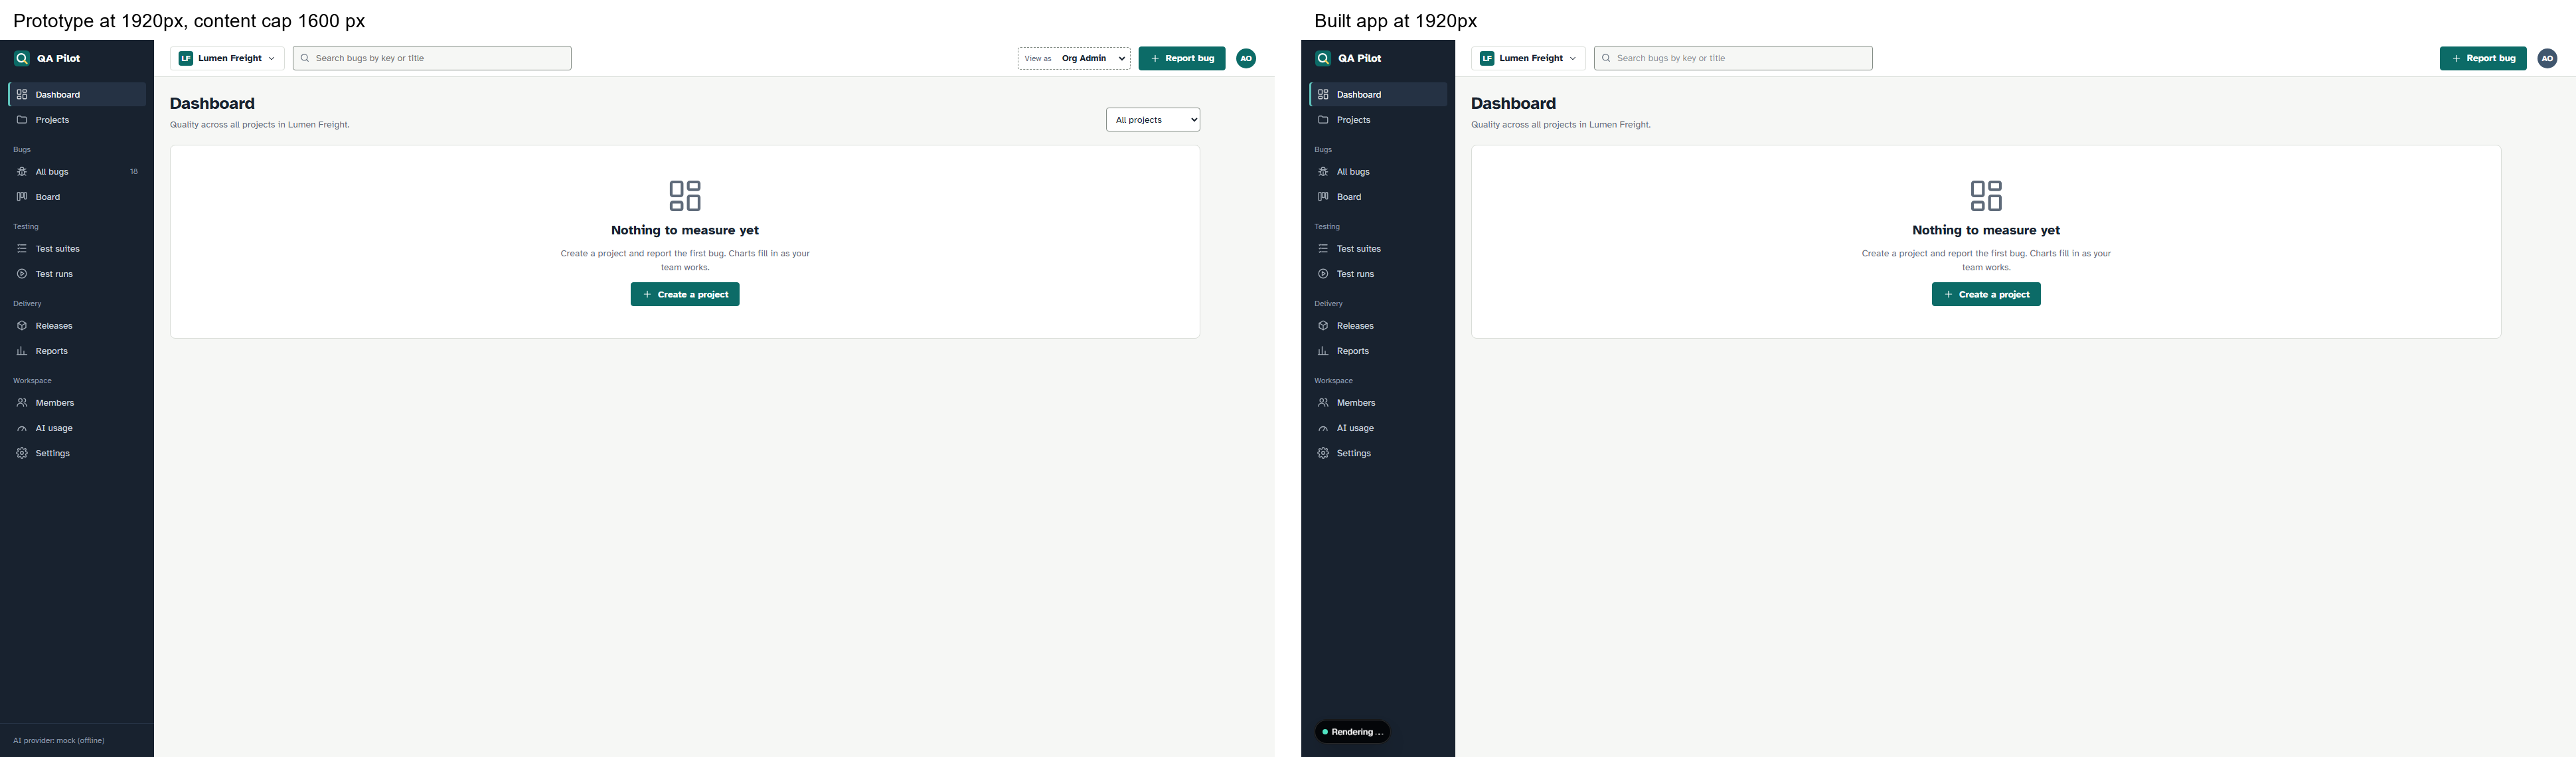 Prototype at 1920px, content cap 1600 px
QA Pilot
LF Lumen Freight
Search bugs by key or title
View as Org Admin
Report bug
AO
Dashboard
Projects
Bugs
All bugs 18
Board
Testing
Test suites
Test runs
Delivery
Releases
Reports
Workspace
Members
AI usage
Settings
AI provider: mock (offline)
Dashboard
Quality across all projects in Lumen Freight.
All projects
Nothing to measure yet
Create a project and report the first bug. Charts fill in as your
team works.
Create a project
Built app at 1920px
QA Pilot
LF Lumen Freight
Search bugs by key or title
Report bug
AO
Dashboard
Projects
Bugs
All bugs
Board
Testing
Test suites
Test runs
Delivery
Releases
Reports
Workspace
Members
AI usage
Settings
Rendering ...
Dashboard
Quality across all projects in Lumen Freight.
Nothing to measure yet
Create a project and report the first bug. Charts fill in as your
team works.
Create a project